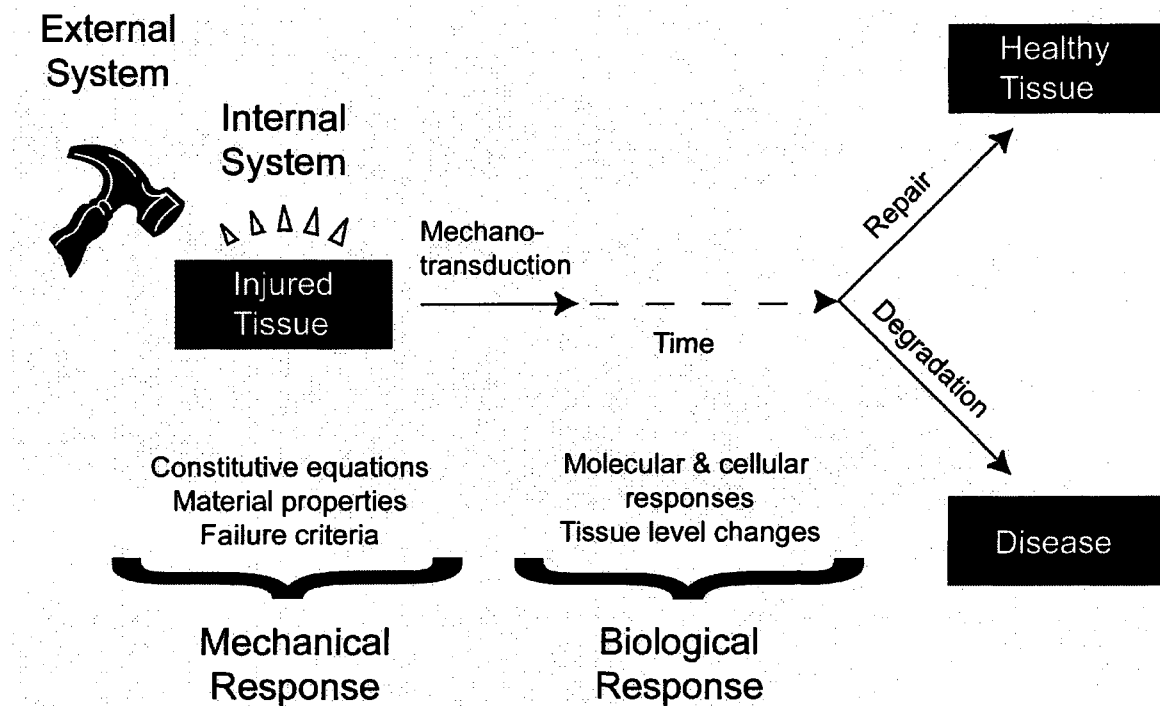 External
System
Internal
System
Injured
Tissue
Mechano-
transduction
Time
Repair
Degradation
Healthy
Tissue
Disease
Constitutive equations
Material properties
Failure criteria
Mechanical
Response
Molecular & cellular
responses
Tissue level changes
Biological
Response